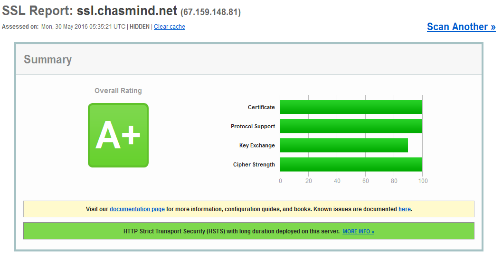 SSL Report: ssl.chasmind.net (67.159.148.81)
Assessed on: Mon, 30 May 2016 05:35:21 UTC | HIDDEN | Clear cache
Scan Another »
Summary
Overall Rating
A+
Certificate
Protocol Support
Key Exchange
Cipher Strength
0 20 40 60 80 100
Visit our documentation page for more information, configuration guides, and books. Known issues are documented here.
HTTP Strict Transport Security (HSTS) with long duration deployed on this server. MORE INFO »